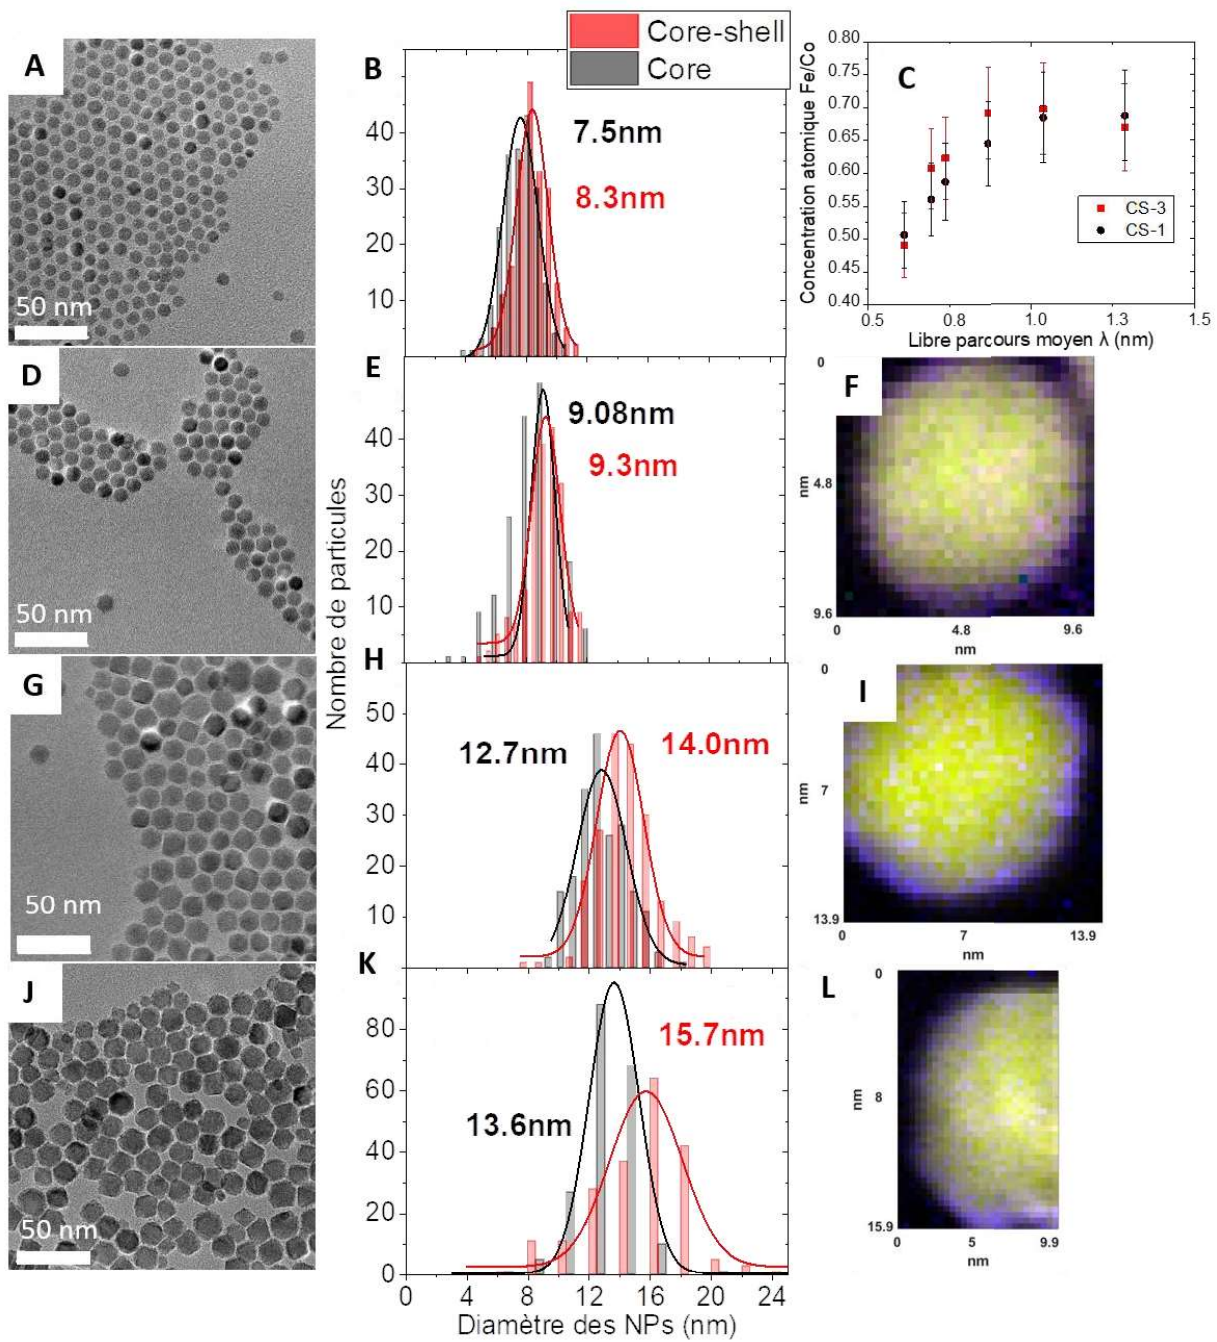 Core-shell
Core
A
50 nm
B
40
30
20
10
7.5nm
8.3nm
C
Concentration atomique Fe/Co
0.80
0.75
0.70
0.65
0.60
0.55
0.50
0.45
0.40
CS-3
CS-1
0.5 0.8 1.0 1.3 1.5
Libre parcours moyen λ (nm)
D
50 nm
Nombre de particules
E
40
30
20
10
9.08nm
9.3nm
F
0
nm 4.8
9.6
0 4.8 9.6
nm
G
50 nm
H
50
40
30
20
10
12.7nm
14.0nm
I
0
nm
7
13.9
0 7 13.9
nm
J
50 nm
K
80
60
40
20
0
15.7nm
13.6nm
0 4 8 12 16 20 24
Diamètre des NPs (nm)
L
0
nm 8
15.9
0 5 9.9
nm